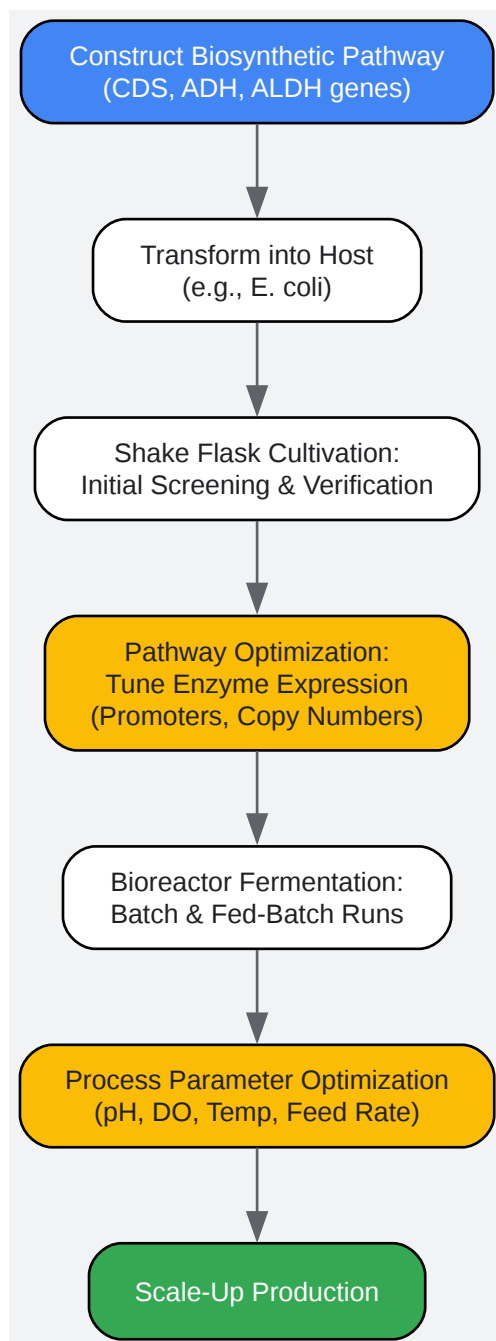 Construct Biosynthetic Pathway
(CDS, ADH, ALDH genes)
Transform into Host
(e.g., E. coli)
Shake Flask Cultivation:
Initial Screening & Verification
Pathway Optimization:
Tune Enzyme Expression
(Promoters, Copy Numbers)
Bioreactor Fermentation:
Batch & Fed-Batch Runs
Process Parameter Optimization
(pH, DO, Temp, Feed Rate)
Scale-Up Production